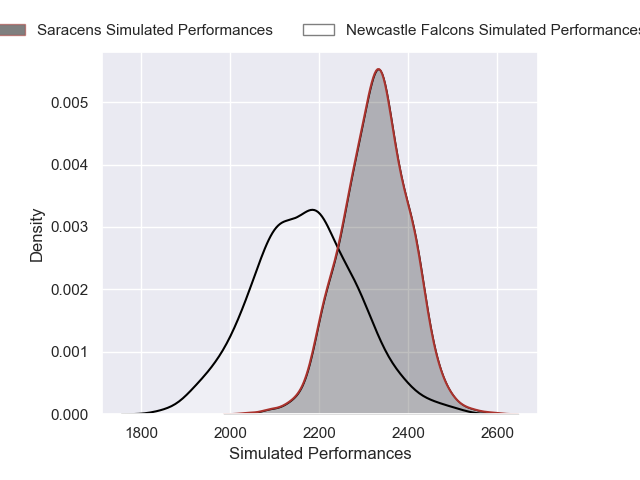 Saracens Simulated Performances
Newcastle Falcons Simulated Performances
0.005
0.004
0.003
0.002
0.001
0.000
Density
1800 2000 2200 2400 2600
Simulated Performances